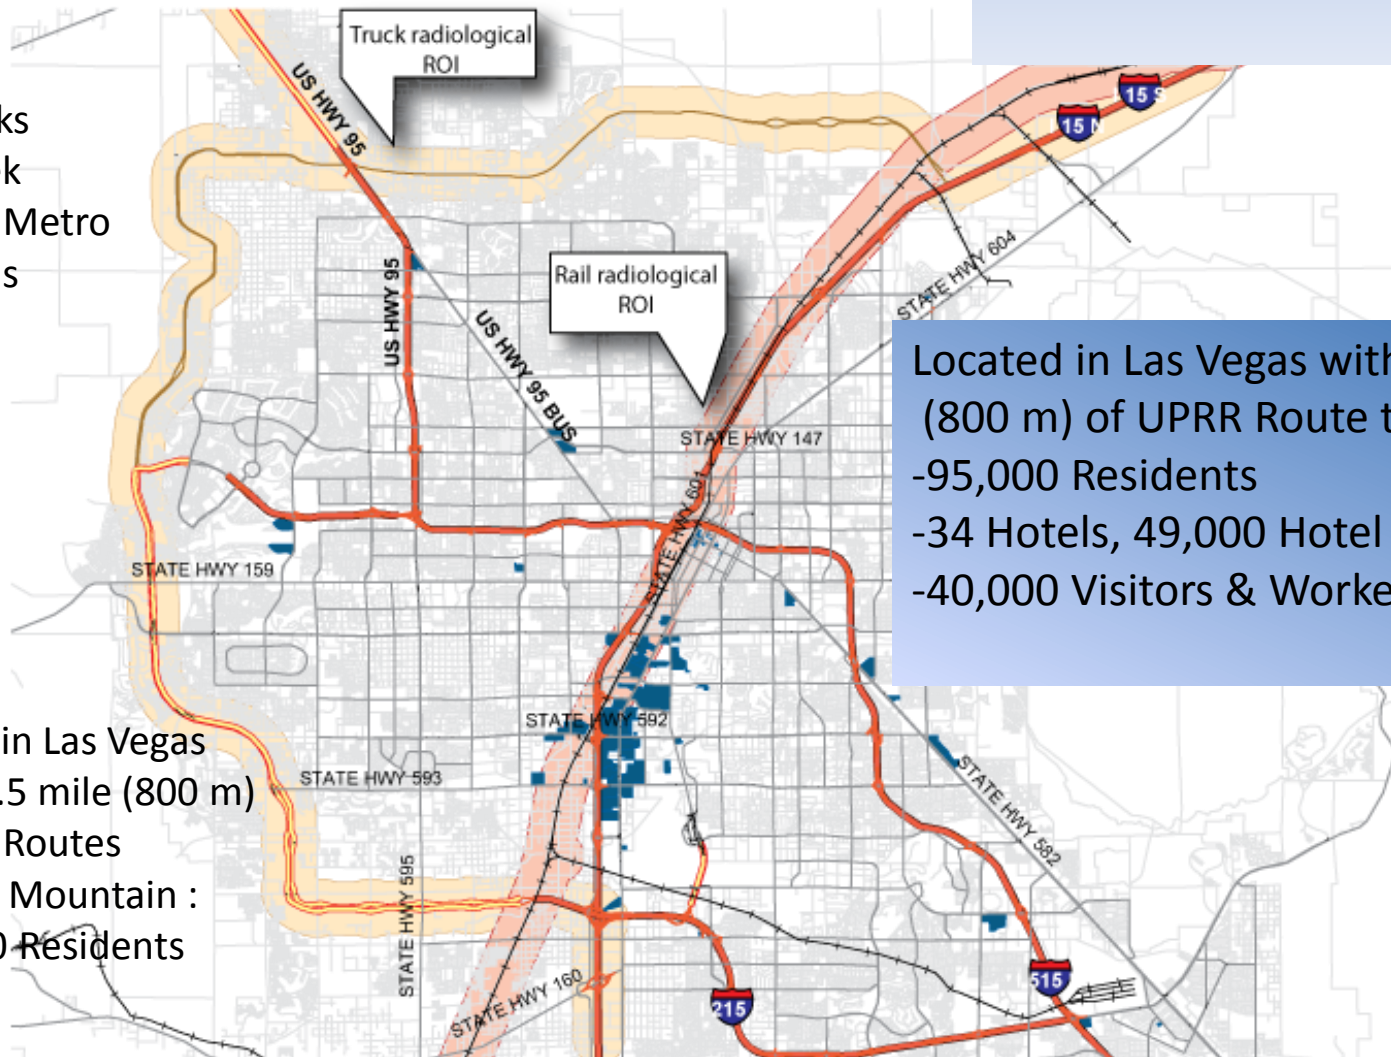 Truck radiological
ROI
US HWY 95
15 S
15 N
ks
ek
Metro
s
STATE HWY 604
Rail radiological
ROI
US HWY 95
US HWY 95 BUS
Located in Las Vegas with
(800 m) of UPRR Route t
-95,000 Residents
-34 Hotels, 49,000 Hotel
-40,000 Visitors & Worke
STATE HWY 147
STATE HWY 601
STATE HWY 159
STATE HWY 592
in Las Vegas
.5 mile (800 m)
Routes
Mountain :
0 Residents
STATE HWY 593
STATE HWY 582
STATE HWY 595
STATE HWY 160
215
515